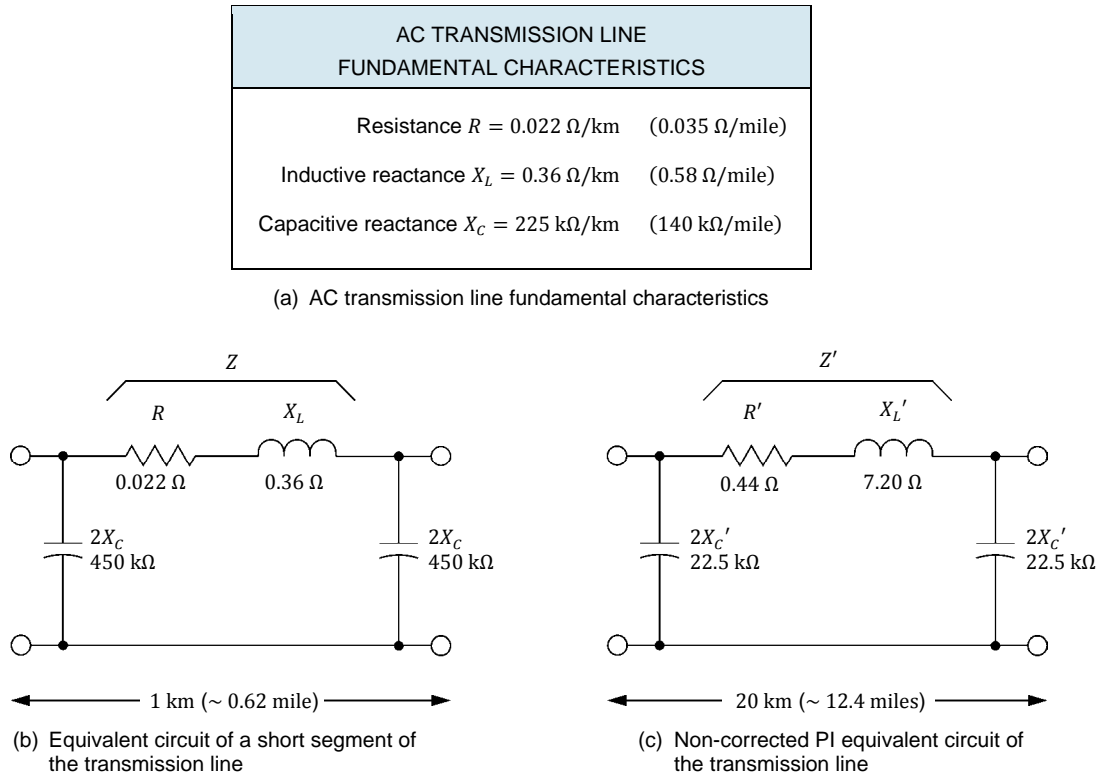 AC TRANSMISSION LINE
FUNDAMENTAL CHARACTERISTICS
Resistance R = 0.022 Ω/km (0.035 Ω/mile)
Inductive reactance X_L = 0.36 Ω/km (0.58 Ω/mile)
Capacitive reactance X_C = 225 kΩ/km (140 kΩ/mile)
(a) AC transmission line fundamental characteristics
Z
R X_L
0.022 Ω 0.36 Ω
2X_C
450 kΩ
2X_C
450 kΩ
1 km (~ 0.62 mile)
(b) Equivalent circuit of a short segment of
the transmission line
Z′
R′ X_L′
0.44 Ω 7.20 Ω
2X_C′
22.5 kΩ
2X_C′
22.5 kΩ
20 km (~ 12.4 miles)
(c) Non-corrected PI equivalent circuit of
the transmission line